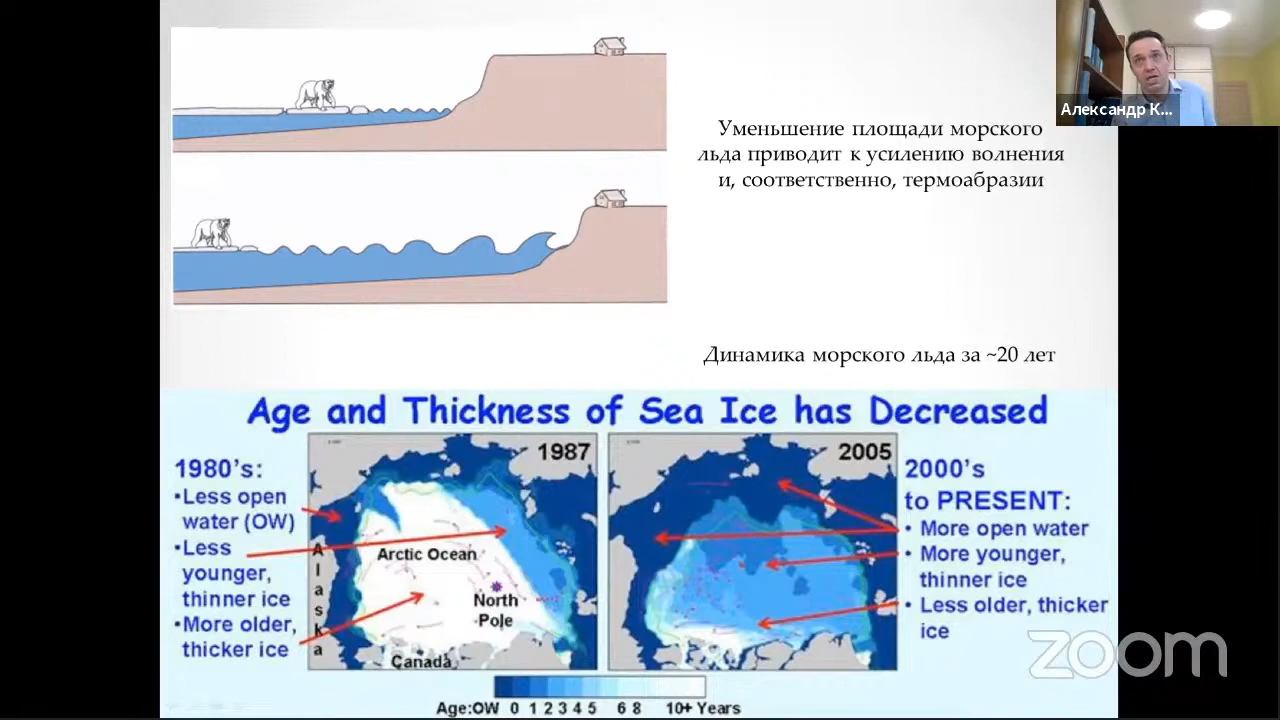 Александр К...
Уменьшение площади морского
льда приводит к усилению волнения
и, соответственно, термоабразии
Динамика морского льда за ~20 лет
Age and Thickness of Sea Ice has Decreased
1980's:
•Less open
water (OW)
•Less
younger,
thinner ice
•More older,
thicker ice
1987
Alaska
Arctic Ocean
North
Pole
Canada
2005
2000's
to PRESENT:
• More open water
• More younger,
thinner ice
• Less older, thicker
ice
Age:OW 0 1 2 3 4 5 6 8 10+ Years
zoom